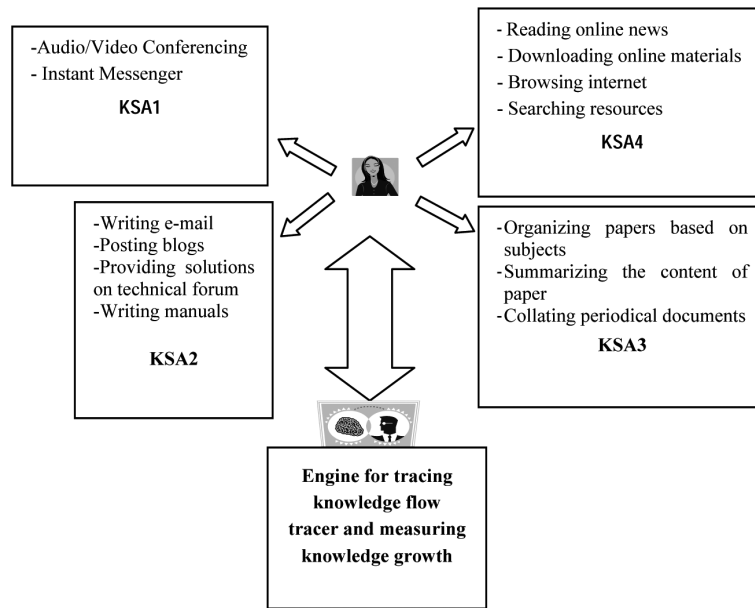 -Audio/Video Conferencing
- Instant Messenger
KSA1
- Reading online news
- Downloading online materials
- Browsing internet
- Searching resources
KSA4
-Writing e-mail
-Posting blogs
-Providing solutions
on technical forum
-Writing manuals
KSA2
-Organizing papers based on
subjects
-Summarizing the content of
paper
-Collating periodical documents
KSA3
Engine for tracing
knowledge flow
tracer and measuring
knowledge growth